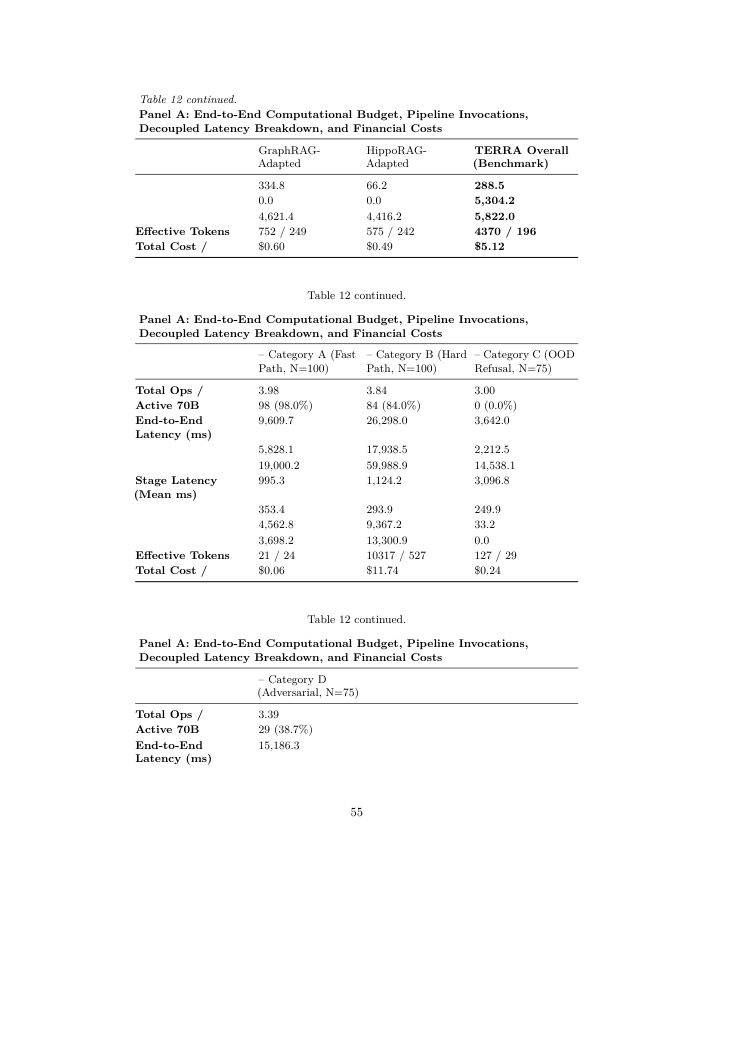 Table 12 continued.
Panel A: End-to-End Computational Budget, Pipeline Invocations,
Decoupled Latency Breakdown, and Financial Costs
GraphRAG- HippoRAG- TERRA Overall
Adapted Adapted (Benchmark)
334.8 66.2 288.5
0.0 0.0 5,304.2
4,621.4 4,416.2 5,822.0
Effective Tokens 752 / 249 575 / 242 4370 / 196
Total Cost / $0.60 $0.49 $5.12
Table 12 continued.
Panel A: End-to-End Computational Budget, Pipeline Invocations,
Decoupled Latency Breakdown, and Financial Costs
– Category A (Fast – Category B (Hard – Category C (OOD
Path, N=100) Path, N=100) Refusal, N=75)
Total Ops / 3.98 3.84 3.00
Active 70B 98 (98.0%) 84 (84.0%) 0 (0.0%)
End-to-End 9,609.7 26,298.0 3,642.0
Latency (ms)
5,828.1 17,938.5 2,212.5
19,000.2 59,988.9 14,538.1
Stage Latency 995.3 1,124.2 3,096.8
(Mean ms)
353.4 293.9 249.9
4,562.8 9,367.2 33.2
3,698.2 13,300.9 0.0
Effective Tokens 21 / 24 10317 / 527 127 / 29
Total Cost / $0.06 $11.74 $0.24
Table 12 continued.
Panel A: End-to-End Computational Budget, Pipeline Invocations,
Decoupled Latency Breakdown, and Financial Costs
– Category D
(Adversarial, N=75)
Total Ops / 3.39
Active 70B 29 (38.7%)
End-to-End 15,186.3
Latency (ms)
55